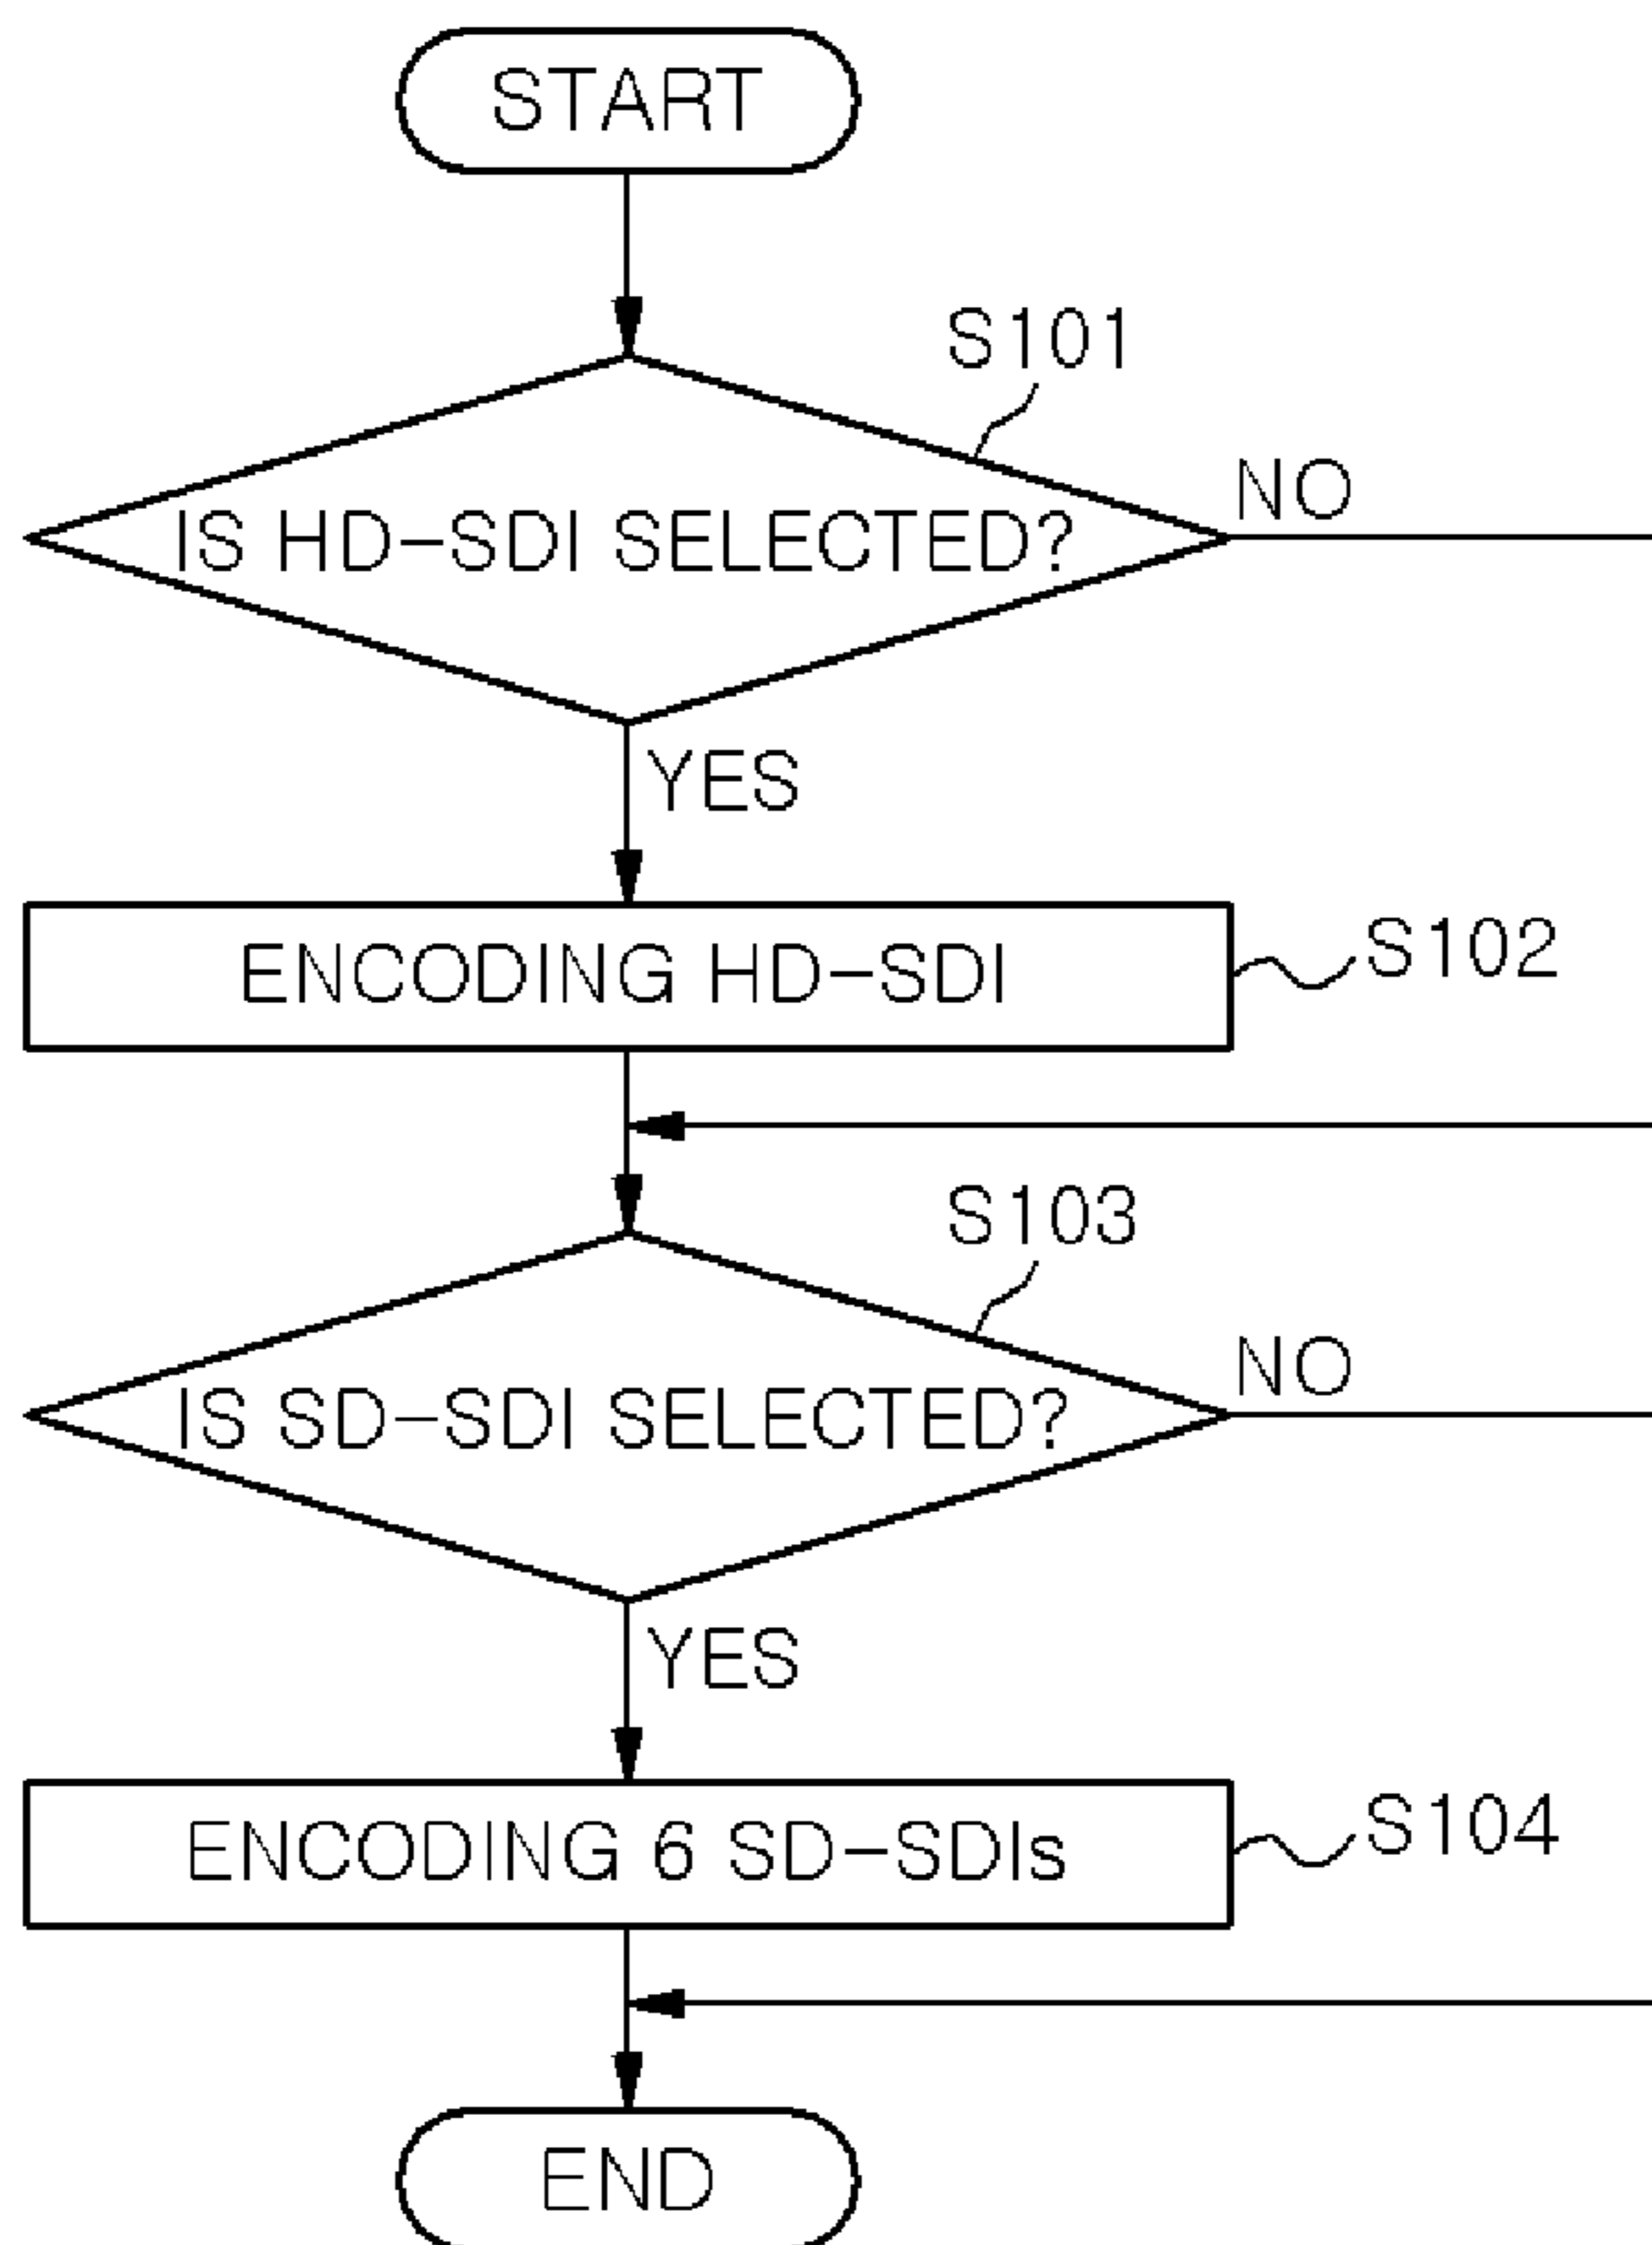 START
S101
NO
IS HD-SDI SELECTED?
YES
ENCODING HD-SDI
S102
S103
NO
IS SD-SDI SELECTED?
YES
ENCODING 6 SD-SDIs
S104
END